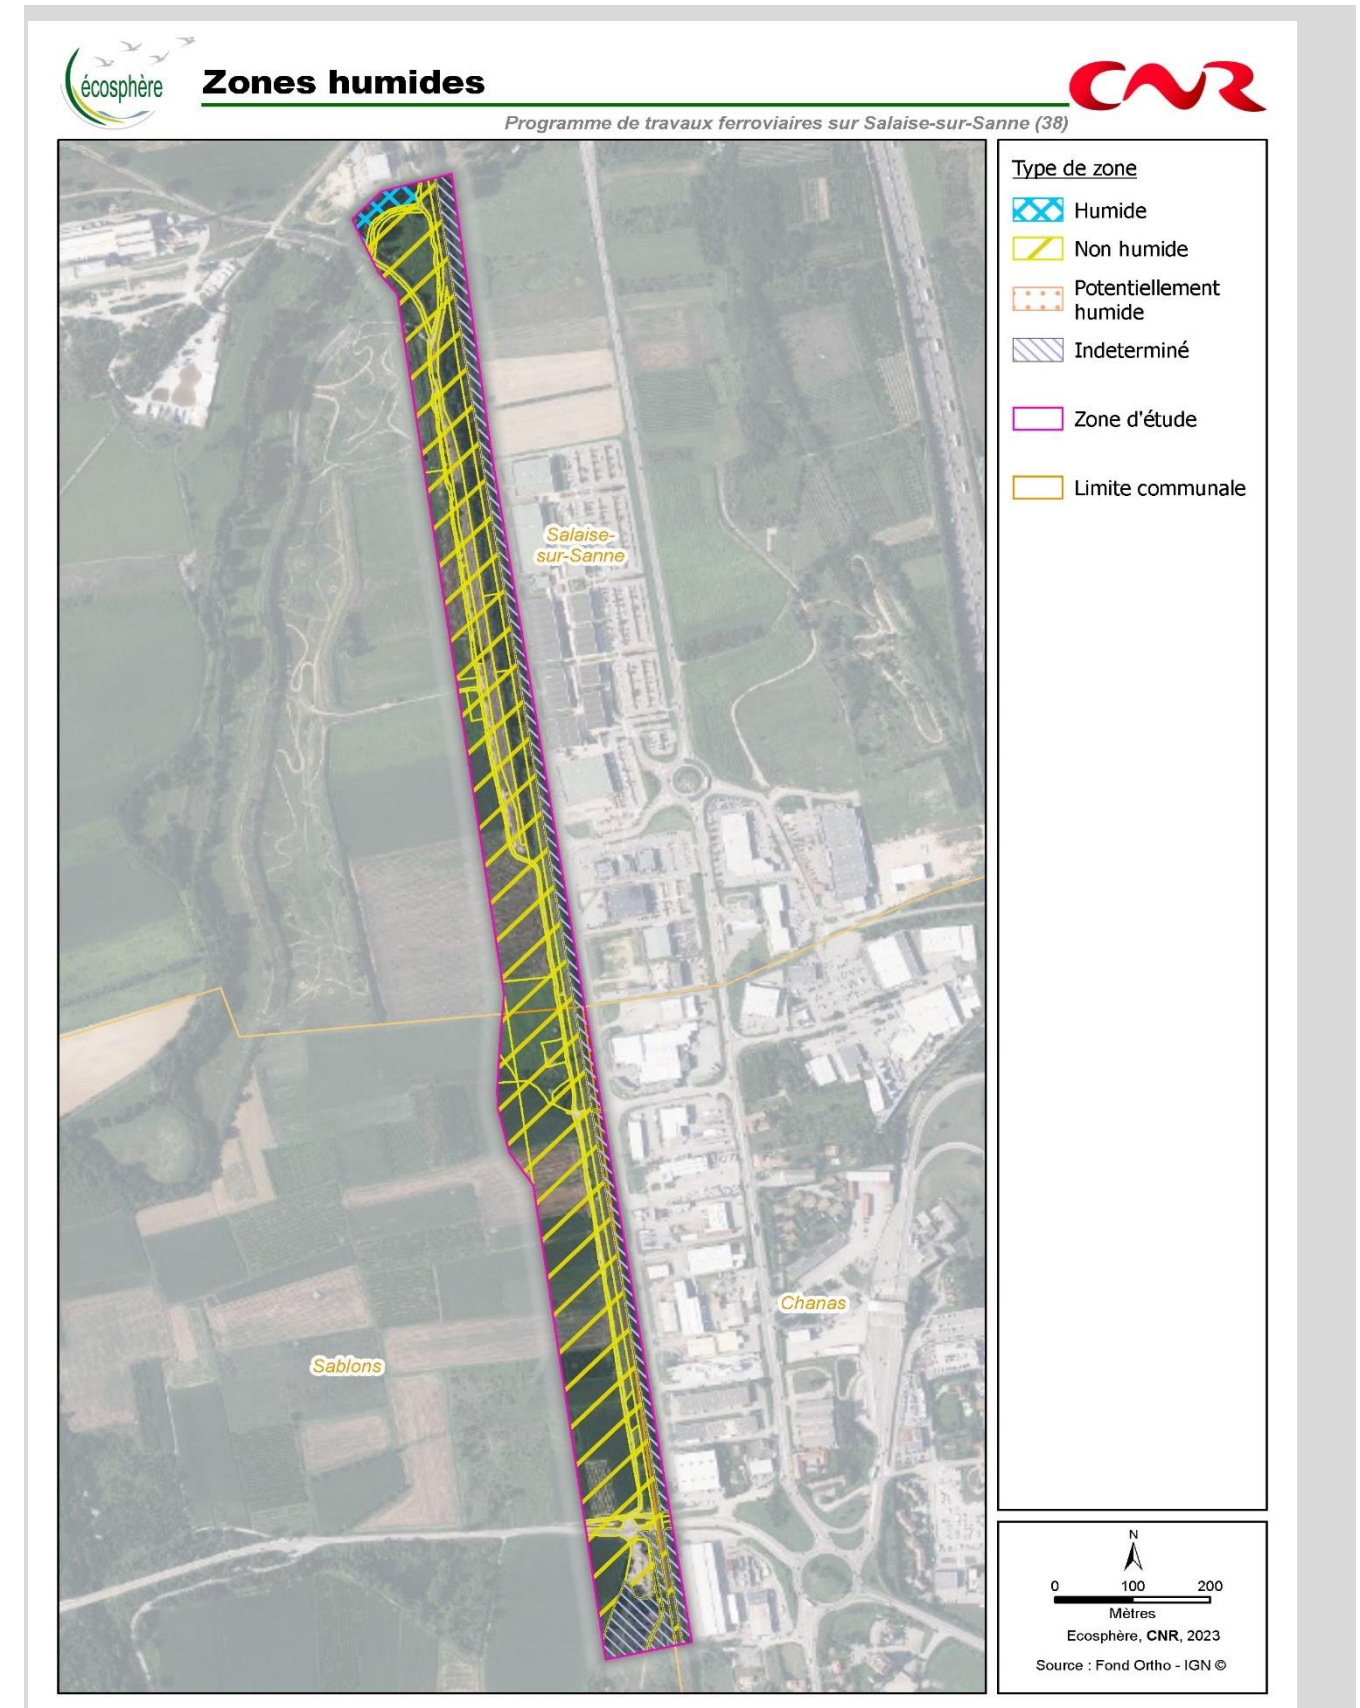 écosphère
Zones humides
CNR
Programme de travaux ferroviaires sur Salaise-sur-Sanne (38)
Type de zone
Humide
Non humide
Potentiellement
humide
Indeterminé
Zone d'étude
Limite communale
Salaise-
sur-Sanne
Chanas
Sablons
N
0 100 200
Mètres
Ecosphère, CNR, 2023
Source : Fond Ortho - IGN ©